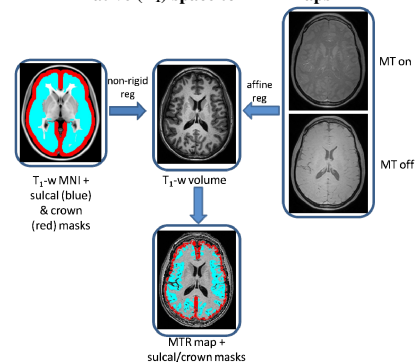 non-rigid
reg
affine
reg
MT on
MT off
T1-w MNI +
sulcal (blue)
& crown
(red) masks
T1-w volume
MTR map +
sulcal/crown masks